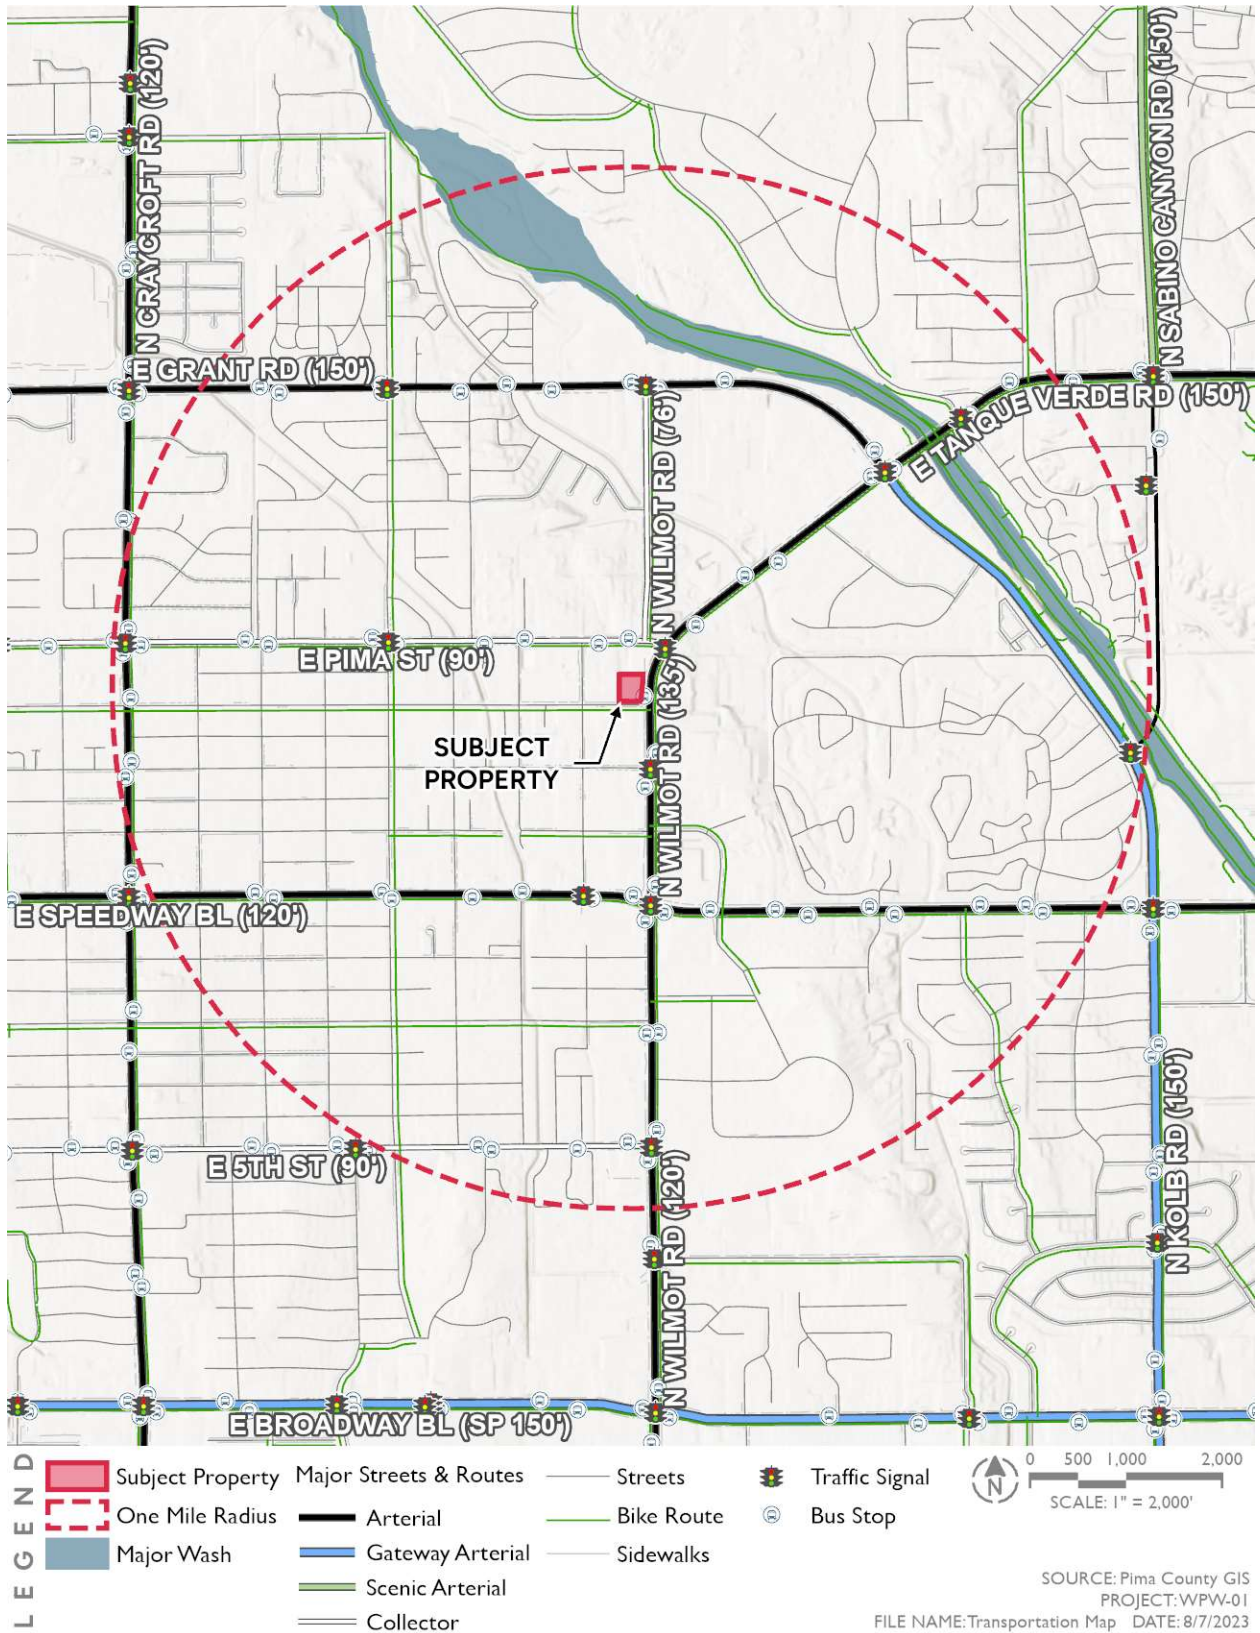 N CRAYCROFT RD (120')
N SABINO CANYON RD (150')
E GRANT RD (150')
E TANQUE VERDE RD (150')
N WILMOT RD (76')
E PIMA ST (90')
N WILMOT RD (135')
SUBJECT
PROPERTY
N WILMOT RD (120')
E SPEEDWAY BL (120')
N KOLB RD (150')
E 5TH ST (90')
N WILMOT RD (120')
E BROADWAY BL (SP 150')
LEGEND
Subject Property
One Mile Radius
Major Wash
Major Streets & Routes
Arterial
Gateway Arterial
Scenic Arterial
Collector
Streets
Bike Route
Sidewalks
Traffic Signal
Bus Stop
N
0 500 1,000 2,000
SCALE: 1" = 2,000'
SOURCE: Pima County GIS
PROJECT: WPW-01
FILE NAME: Transportation Map DATE: 8/7/2023